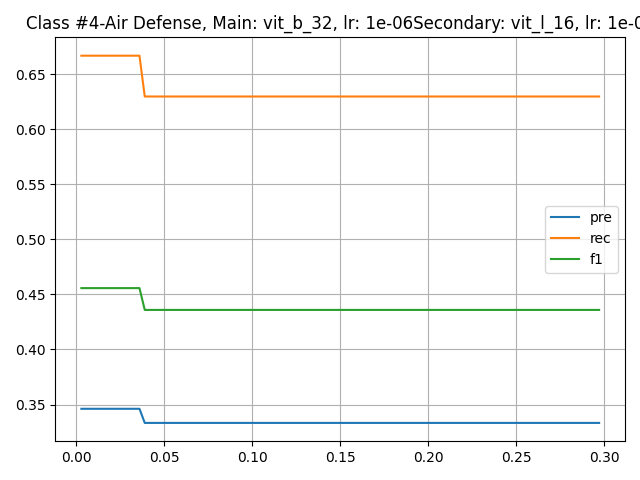 Class #4-Air Defense, Main: vit_b_32, lr: 1e-06Secondary: vit_l_16, lr: 1e-0
0.65
0.60
0.55
0.50
0.45
0.40
0.35
pre
rec
f1
0.00 0.05 0.10 0.15 0.20 0.25 0.30